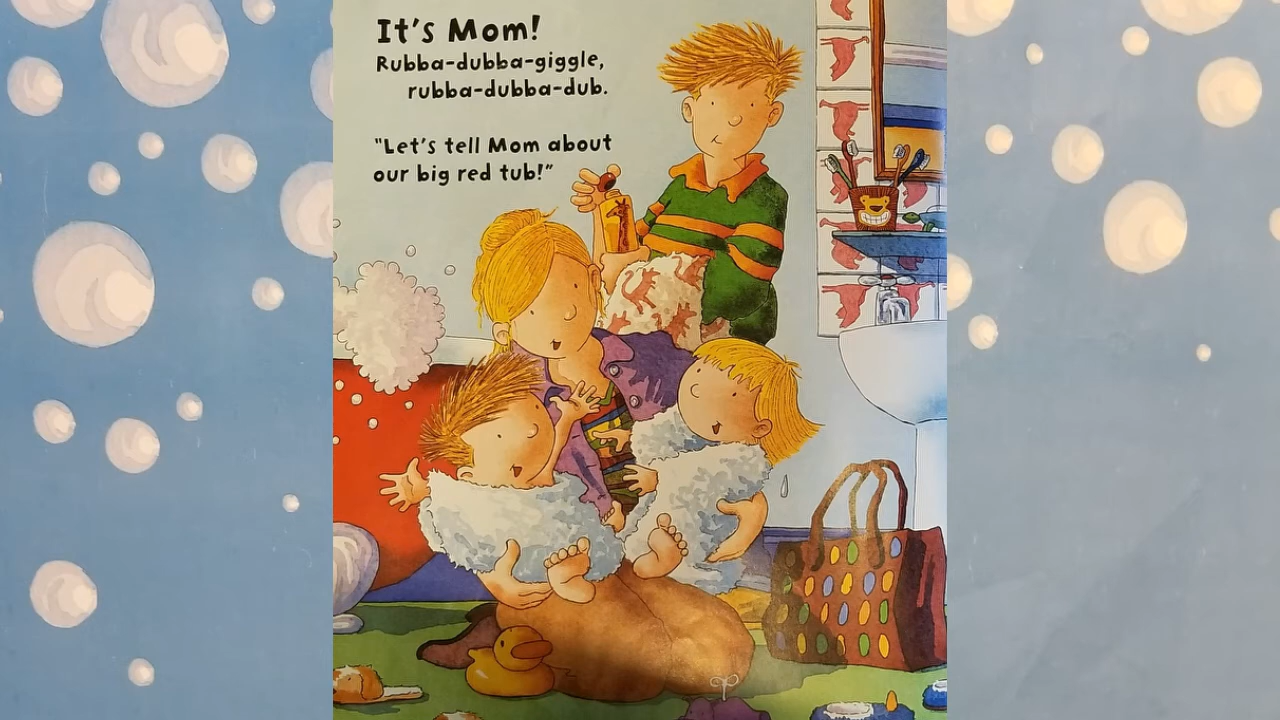 It's Mom!
Rubba-dubba-giggle,
rubba-dubba-dub.
"Let's tell Mom about
our big red tub!"